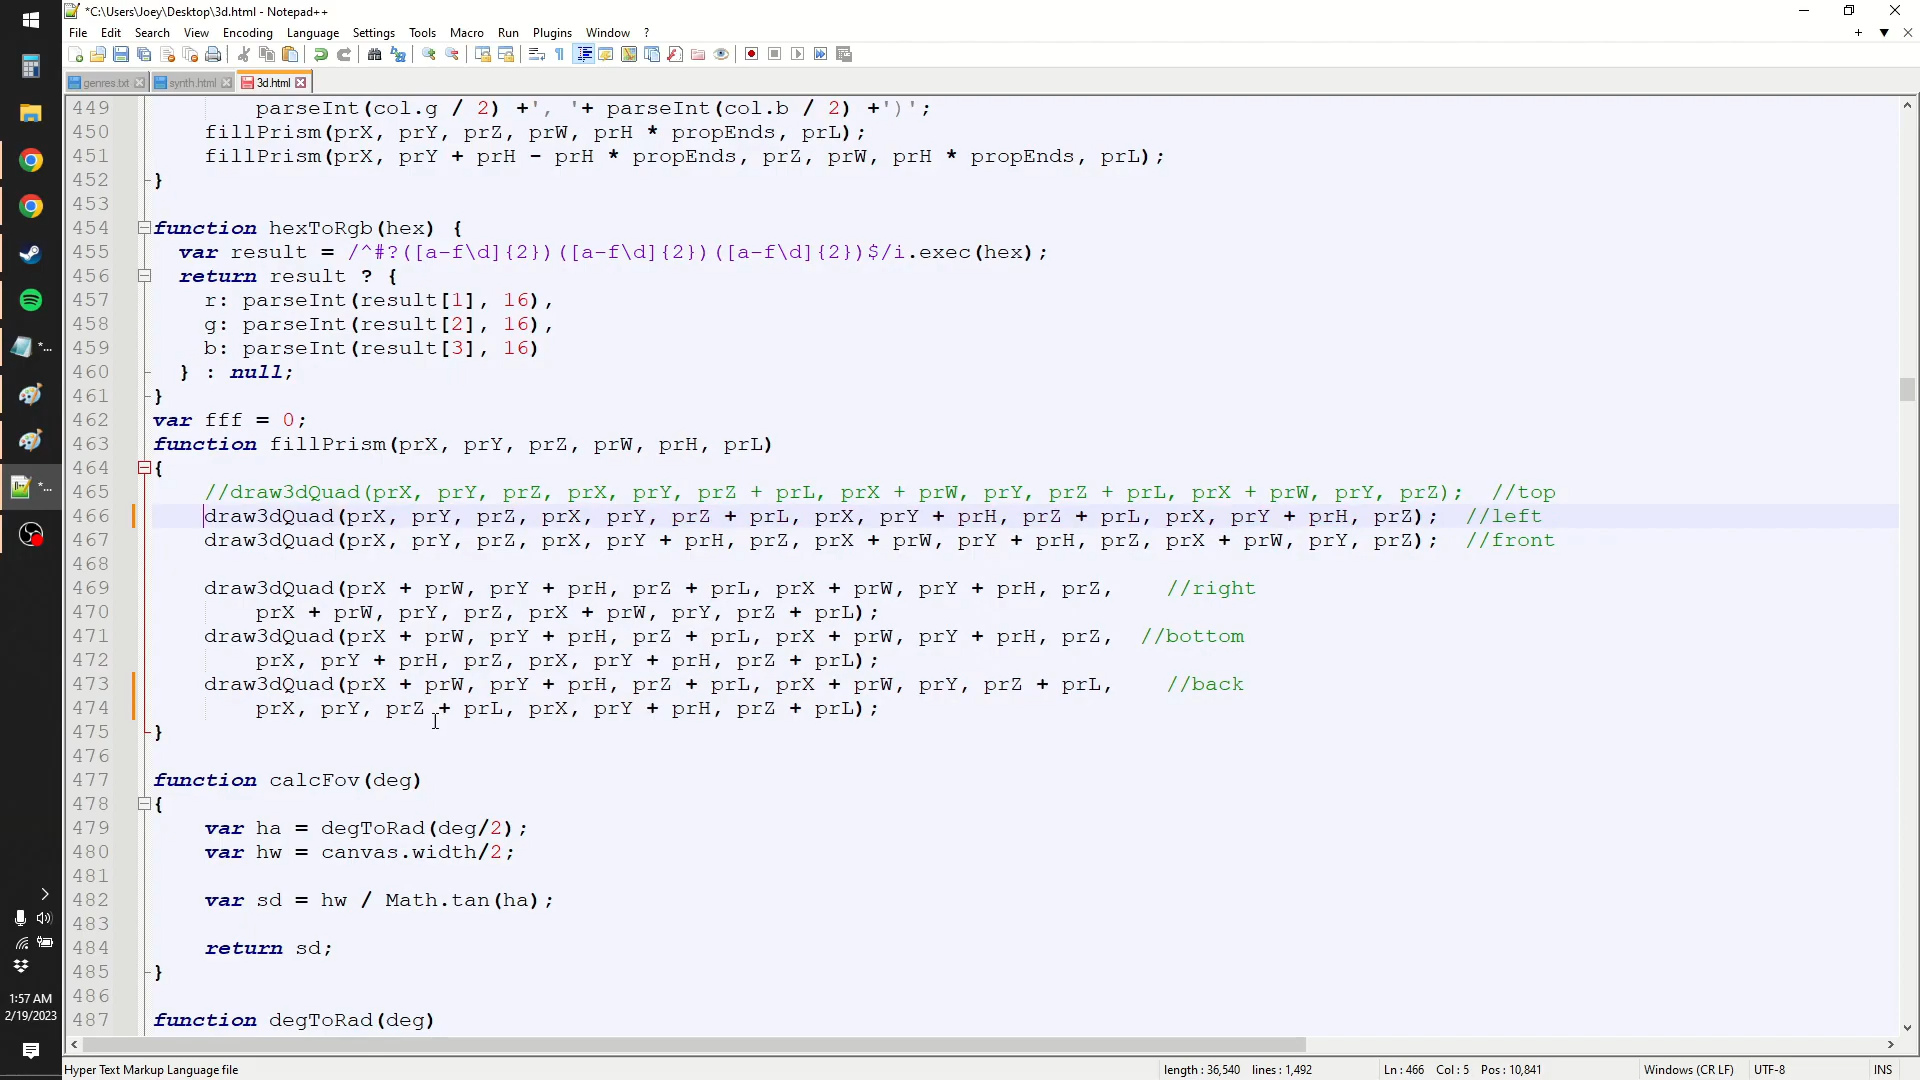 *C:\Users\Joey\Desktop\3d.html - Notepad++
File Edit Search View Encoding Language Settings Tools Macro Run Plugins Window ?
genres.txt synth.html 3d.html
449 parseInt(col.g / 2) +', '+ parseInt(col.b / 2) +')';
450 fillPrism(prX, prY, prZ, prW, prH * propEnds, prL);
451 fillPrism(prX, prY + prH - prH * propEnds, prZ, prW, prH * propEnds, prL);
452 }
453
454 function hexToRgb(hex) {
455 var result = /^#?([a-f\d]{2})([a-f\d]{2})([a-f\d]{2})$/i.exec(hex);
456 return result ? {
457 r: parseInt(result[1], 16),
458 g: parseInt(result[2], 16),
459 b: parseInt(result[3], 16)
460 } : null;
461 }
462 var fff = 0;
463 function fillPrism(prX, prY, prZ, prW, prH, prL)
464 {
465 //draw3dQuad(prX, prY, prZ, prX, prY, prZ + prL, prX + prW, prY, prZ + prL, prX + prW, prY, prZ); //top
466 draw3dQuad(prX, prY, prZ, prX, prY, prZ + prL, prX, prY + prH, prZ + prL, prX, prY + prH, prZ); //left
467 draw3dQuad(prX, prY, prZ, prX, prY + prH, prZ, prX + prW, prY + prH, prZ, prX + prW, prY, prZ); //front
468
469 draw3dQuad(prX + prW, prY + prH, prZ + prL, prX + prW, prY + prH, prZ, //right
470 prX + prW, prY, prZ, prX + prW, prY, prZ + prL);
471 draw3dQuad(prX + prW, prY + prH, prZ + prL, prX + prW, prY + prH, prZ, //bottom
472 prX, prY + prH, prZ, prX, prY + prH, prZ + prL);
473 draw3dQuad(prX + prW, prY + prH, prZ + prL, prX + prW, prY, prZ + prL, //back
474 prX, prY, prZ + prL, prX, prY + prH, prZ + prL);
475 }
476
477 function calcFov(deg)
478 {
479 var ha = degToRad(deg/2);
480 var hw = canvas.width/2;
481
482 var sd = hw / Math.tan(ha);
483
484 return sd;
485 }
486
487 function degToRad(deg)
1:57 AM
2/19/2023
Hyper Text Markup Language file length : 36,540 lines : 1,492 Ln : 466 Col : 5 Pos : 10,841 Windows (CR LF) UTF-8 INS